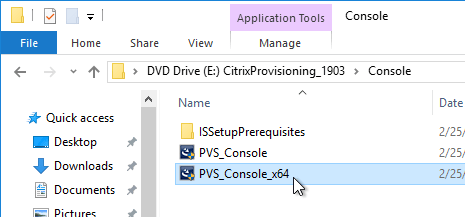 Application Tools
Console
File
Home
Share
View
Manage
DVD Drive (E:) CitrixProvisioning_1903
Console
Name
Date
Quick access
Desktop
Downloads
Documents
Pictures
ISSetupPrerequisites
2/25/
PVS_Console
2/25/
PVS_Console_x64
2/25/